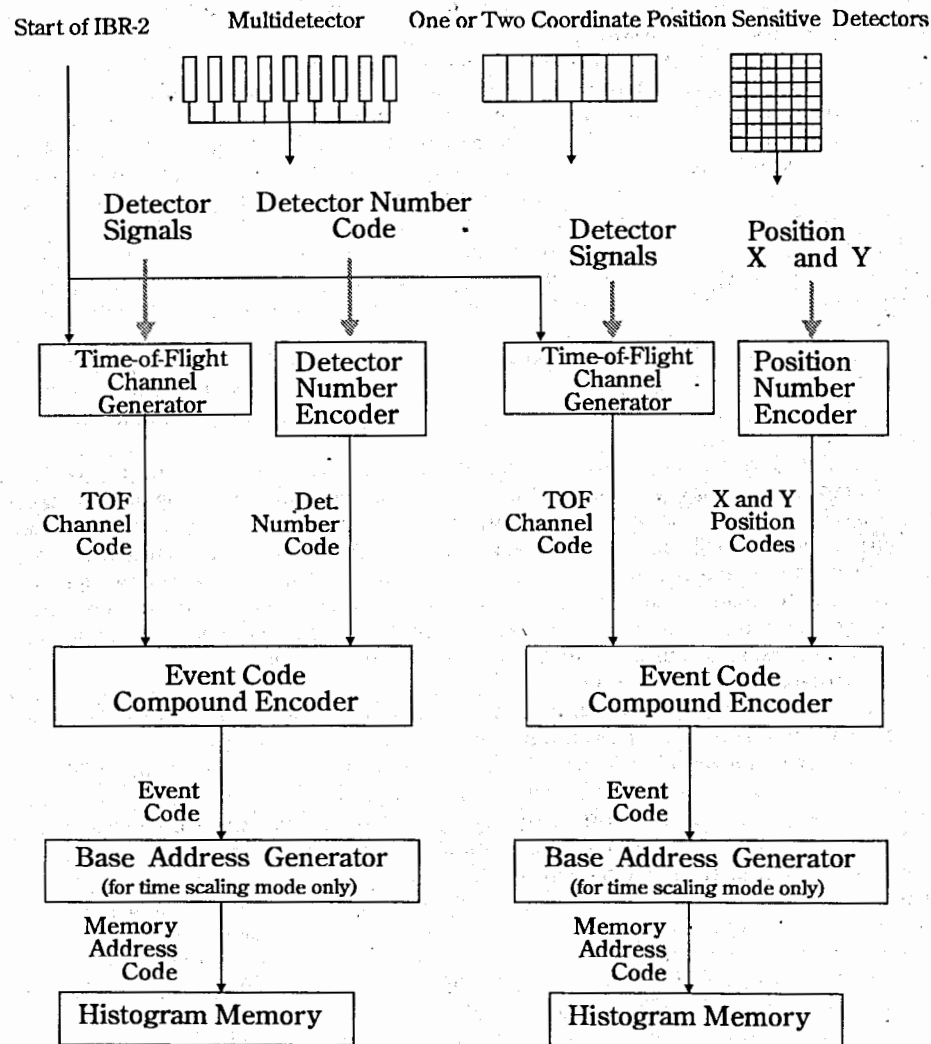 Start of IBR-2
Multidetector
One or Two Coordinate Position Sensitive Detectors
Detector
Signals
Detector Number
Code
Detector
Signals
Position
X and Y
Time-of-Flight
Channel
Generator
Detector
Number
Encoder
Time-of-Flight
Channel
Generator
Position
Number
Encoder
TOF
Channel
Code
Det.
Number
Code
TOF
Channel
Code
X and Y
Position
Codes
Event Code
Compound Encoder
Event Code
Compound Encoder
Event
Code
Event
Code
Base Address Generator
(for time scaling mode only)
Base Address Generator
(for time scaling mode only)
Memory
Address
Code
Memory
Address
Code
Histogram Memory
Histogram Memory